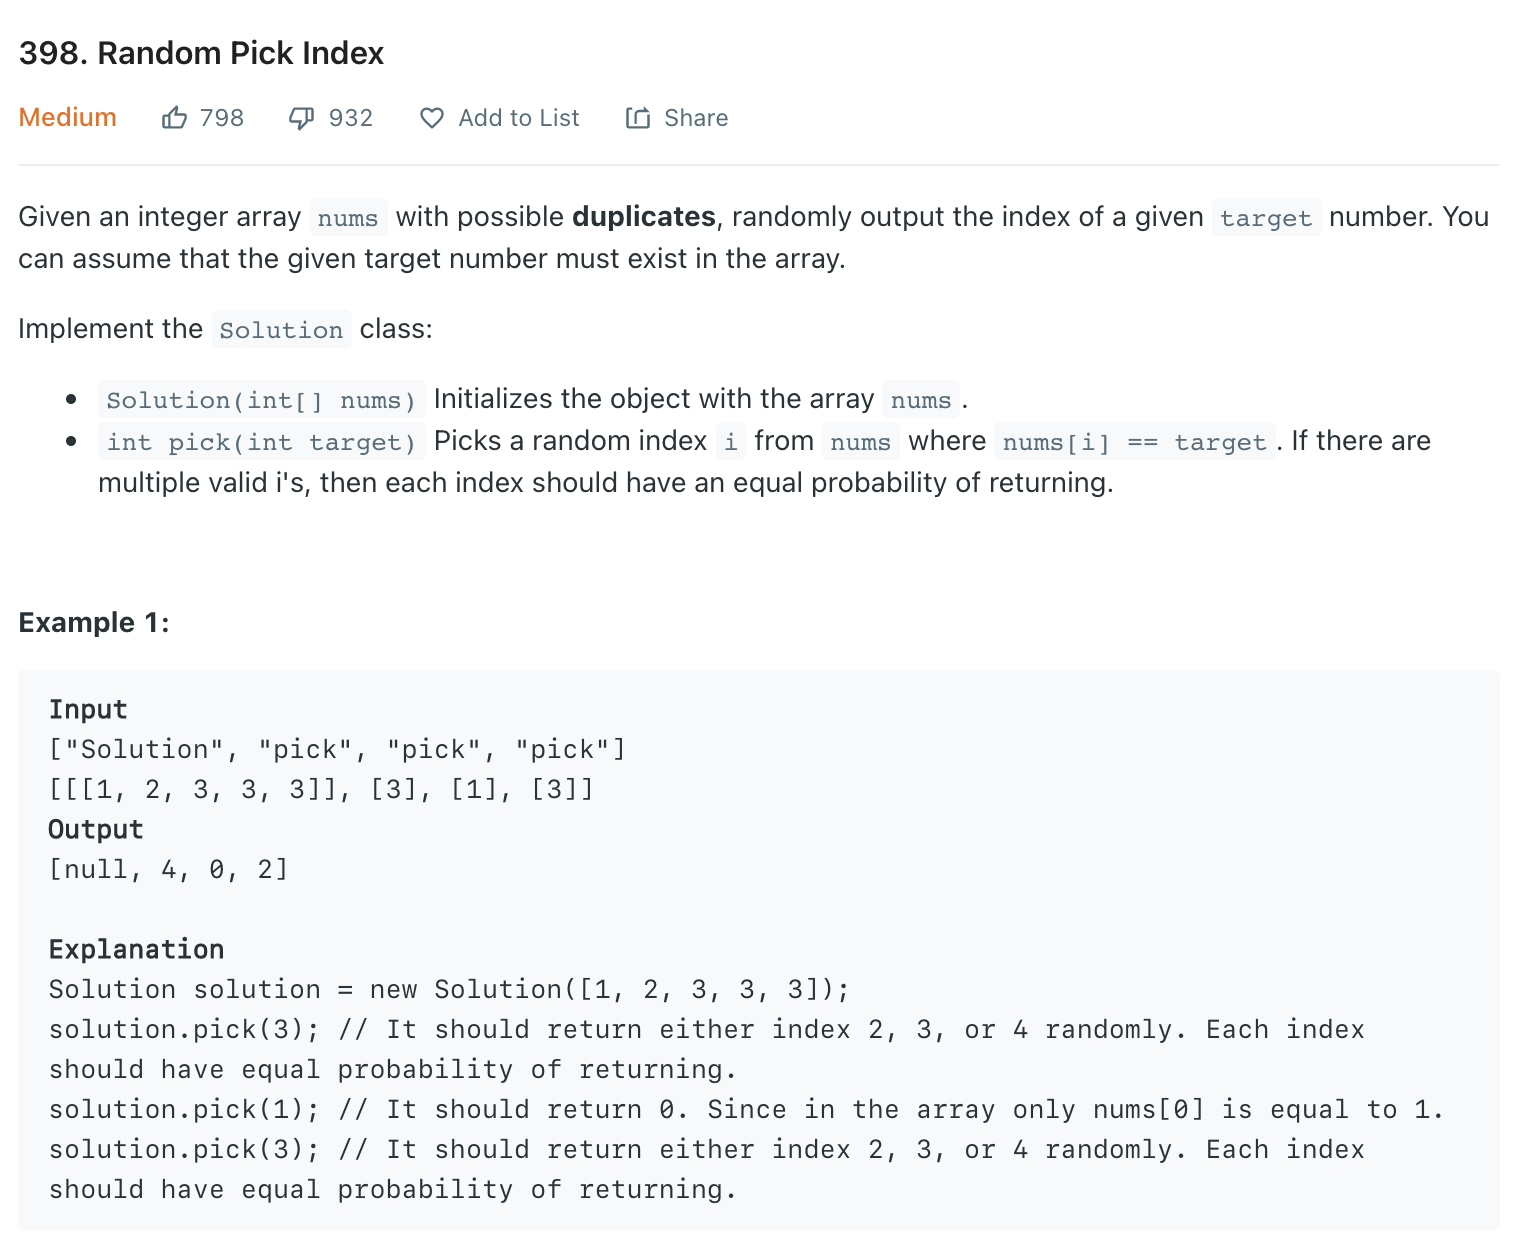 398. Random Pick Index
Medium 798 932 Add to List Share
Given an integer array nums with possible duplicates, randomly output the index of a given target number. You
can assume that the given target number must exist in the array.
Implement the Solution class:
• Solution(int[] nums) Initializes the object with the array nums.
• int pick(int target) Picks a random index i from nums where nums[i] == target. If there are
multiple valid i's, then each index should have an equal probability of returning.
Example 1:
Input
["Solution", "pick", "pick", "pick"]
[[[1, 2, 3, 3, 3]], [3], [1], [3]]
Output
[null, 4, 0, 2]
Explanation
Solution solution = new Solution([1, 2, 3, 3, 3]);
solution.pick(3); // It should return either index 2, 3, or 4 randomly. Each index
should have equal probability of returning.
solution.pick(1); // It should return 0. Since in the array only nums[0] is equal to 1.
solution.pick(3); // It should return either index 2, 3, or 4 randomly. Each index
should have equal probability of returning.